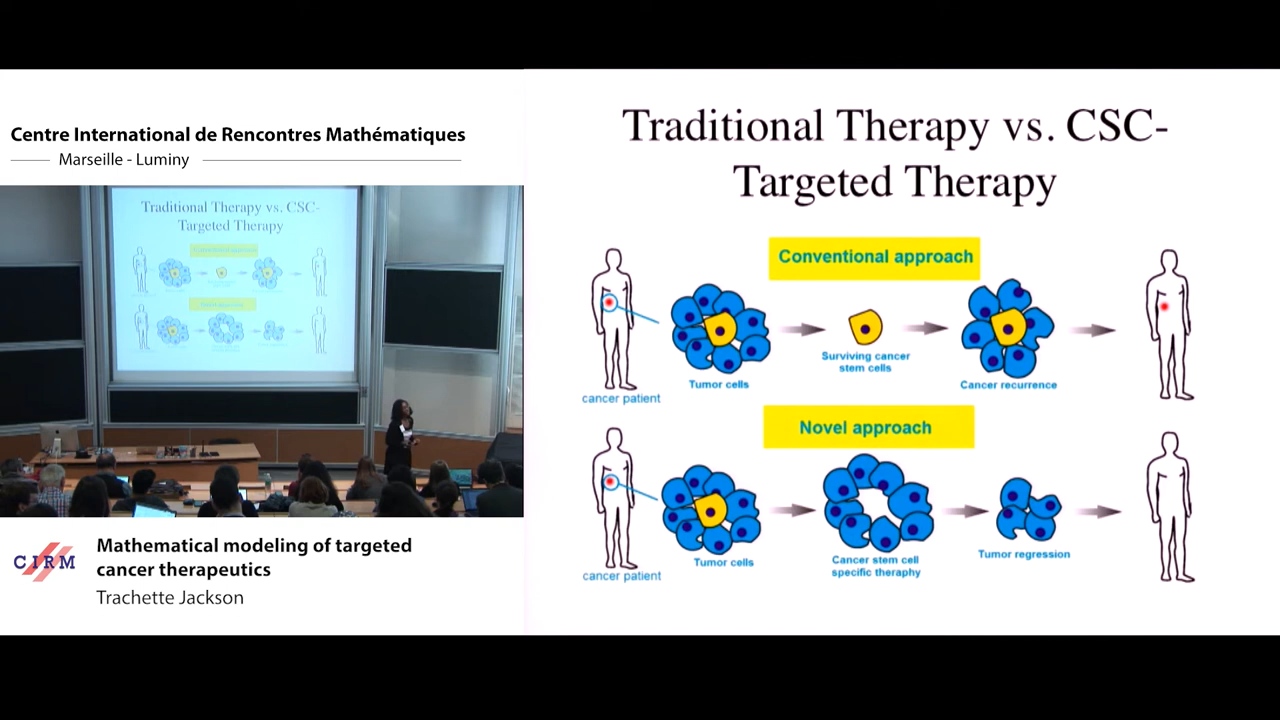 Centre International de Rencontres Mathématiques
Marseille - Luminy
Traditional Therapy vs. CSC-
Targeted Therapy
CIRM
Mathematical modeling of targeted
cancer therapeutics
Trachette Jackson
Traditional Therapy vs. CSC-
Targeted Therapy
Conventional approach
Tumor cells
Surviving cancer
stem cells
Cancer recurrence
cancer patient
Novel approach
Tumor cells
Cancer stem cell
specific theraphy
Tumor regression
cancer patient